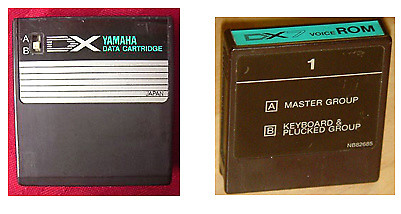 A
B
DX YAMAHA
DATA CARTRIDGE
JAPAN
DX7 VOICE ROM
1
A MASTER GROUP
B KEYBOARD &
PLUCKED GROUP
NB82685